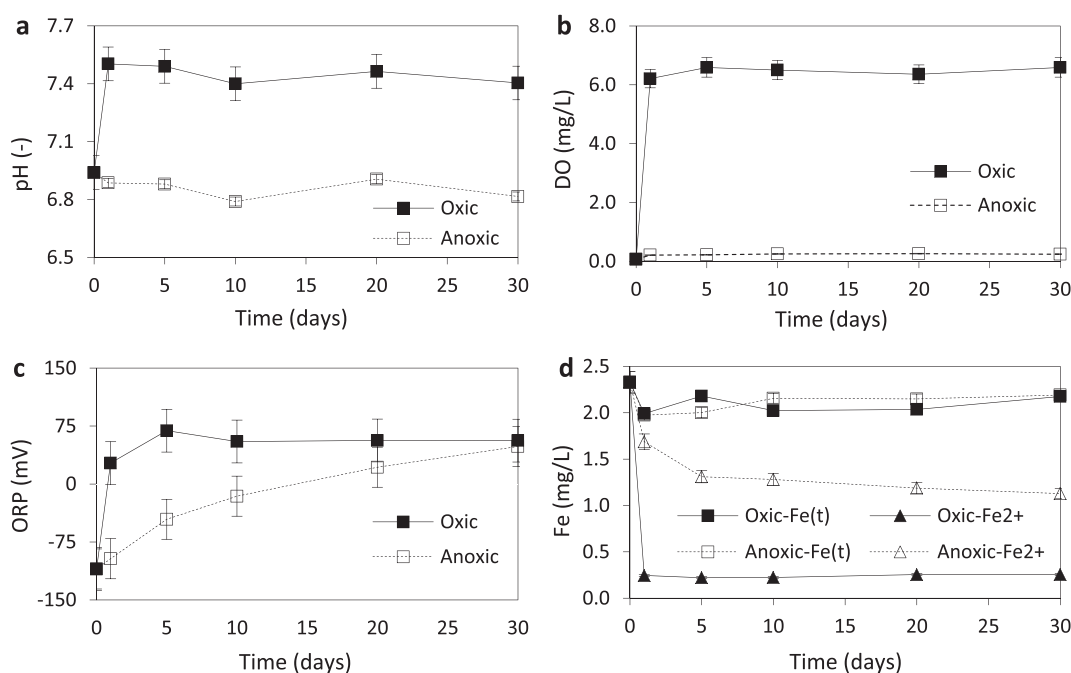 a
7.7
7.4
7.1
6.8
6.5
pH (-)
Oxic
Anoxic
0 5 10 15 20 25 30
Time (days)
b
8.0
6.0
4.0
2.0
0.0
DO (mg/L)
Oxic
Anoxic
0 5 10 15 20 25 30
Time (days)
c
150
75
0
-75
-150
ORP (mV)
Oxic
Anoxic
0 5 10 15 20 25 30
Time (days)
d
2.5
2.0
1.5
1.0
0.5
0.0
Fe (mg/L)
Oxic-Fe(t) Oxic-Fe2+
Anoxic-Fe(t) Anoxic-Fe2+
0 5 10 15 20 25 30
Time (days)